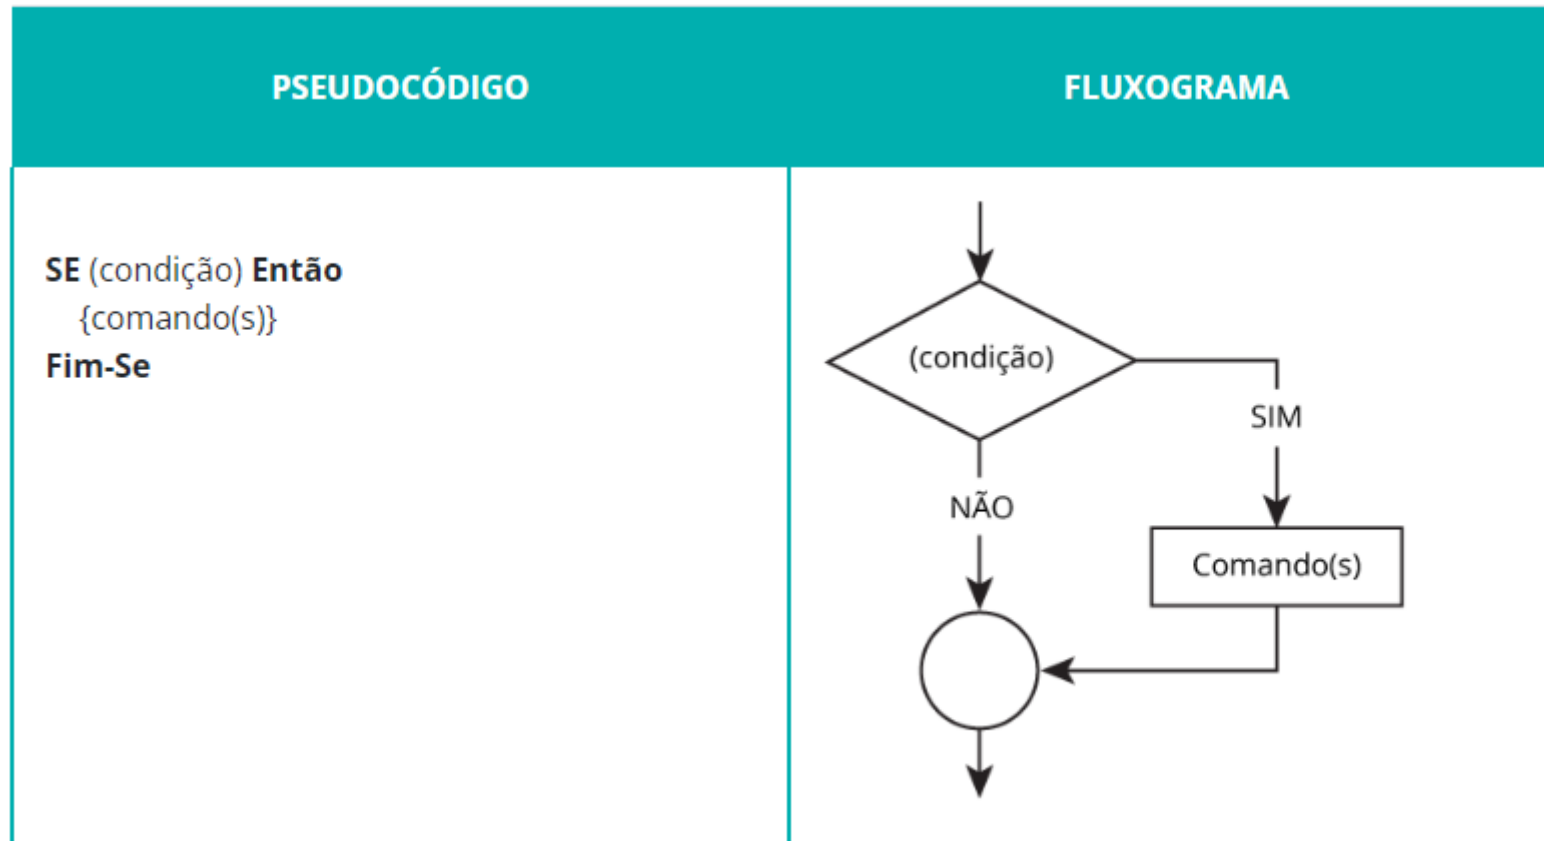 PSEUDOCÓDIGO
FLUXOGRAMA
SE (condição) Então
{comando(s)}
Fim-Se
(condição)
SIM
NÃO
Comando(s)